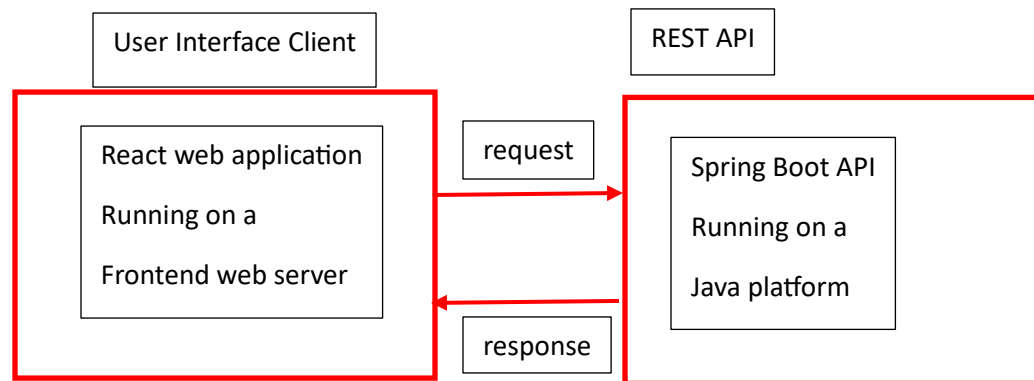 User Interface Client
REST API
React web application
Running on a
Frontend web server
request
response
Spring Boot API
Running on a
Java platform